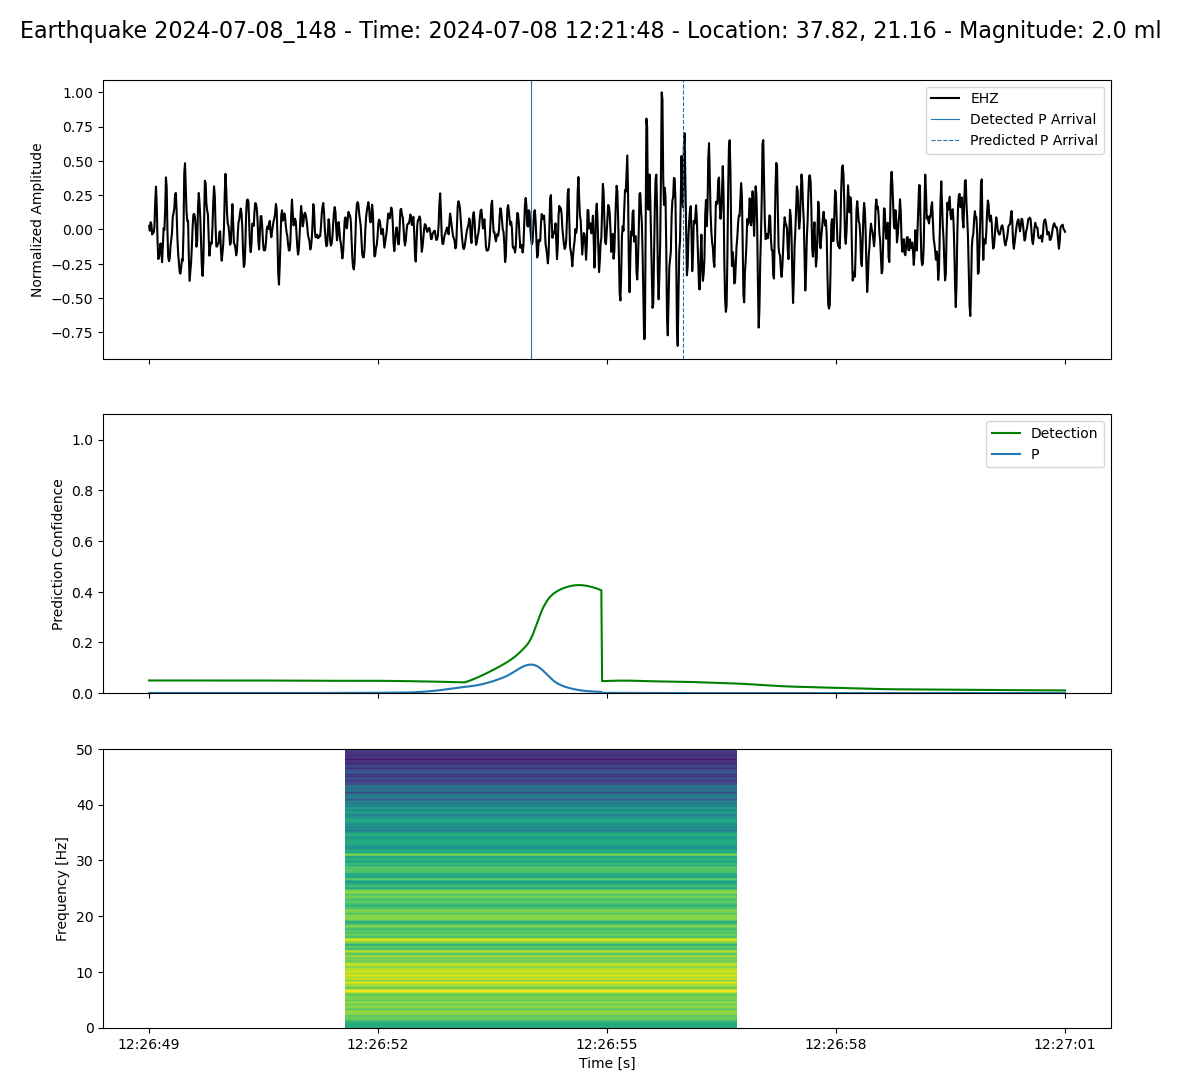 Earthquake 2024-07-08_148 - Time: 2024-07-08 12:21:48 - Location: 37.82, 21.16 - Magnitude: 2.0 ml
Normalized Amplitude
1.00
0.75
0.50
0.25
0.00
−0.25
−0.50
−0.75
EHZ
Detected P Arrival
Predicted P Arrival
Prediction Confidence
1.0
0.8
0.6
0.4
0.2
0.0
Detection
P
Frequency [Hz]
50
40
30
20
10
0
12:26:49 12:26:52 12:26:55 12:26:58 12:27:01
Time [s]